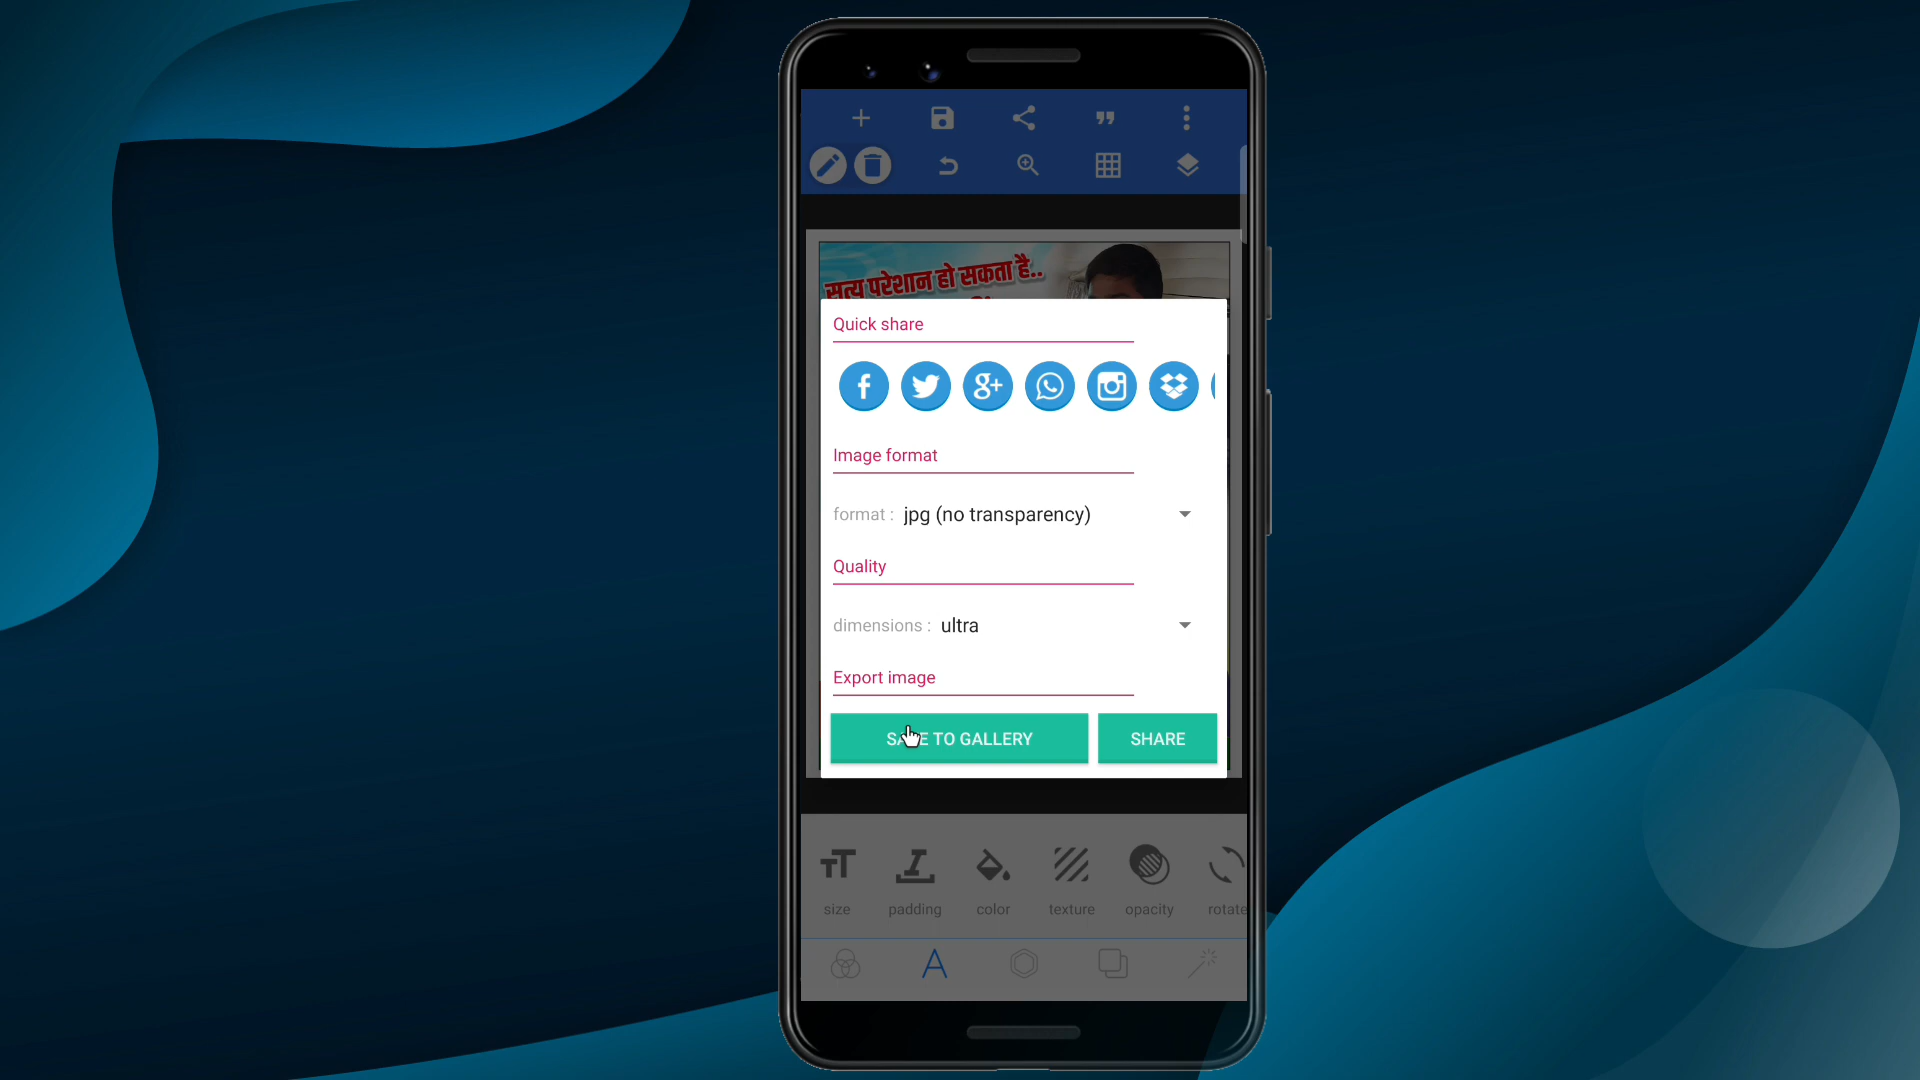 सत्य परेशान हो सकता है..
Quick share
Image format
format : jpg (no transparency)
Quality
dimensions : ultra
Export image
SAVE TO GALLERY
SHARE
size
padding
color
texture
opacity
rotate